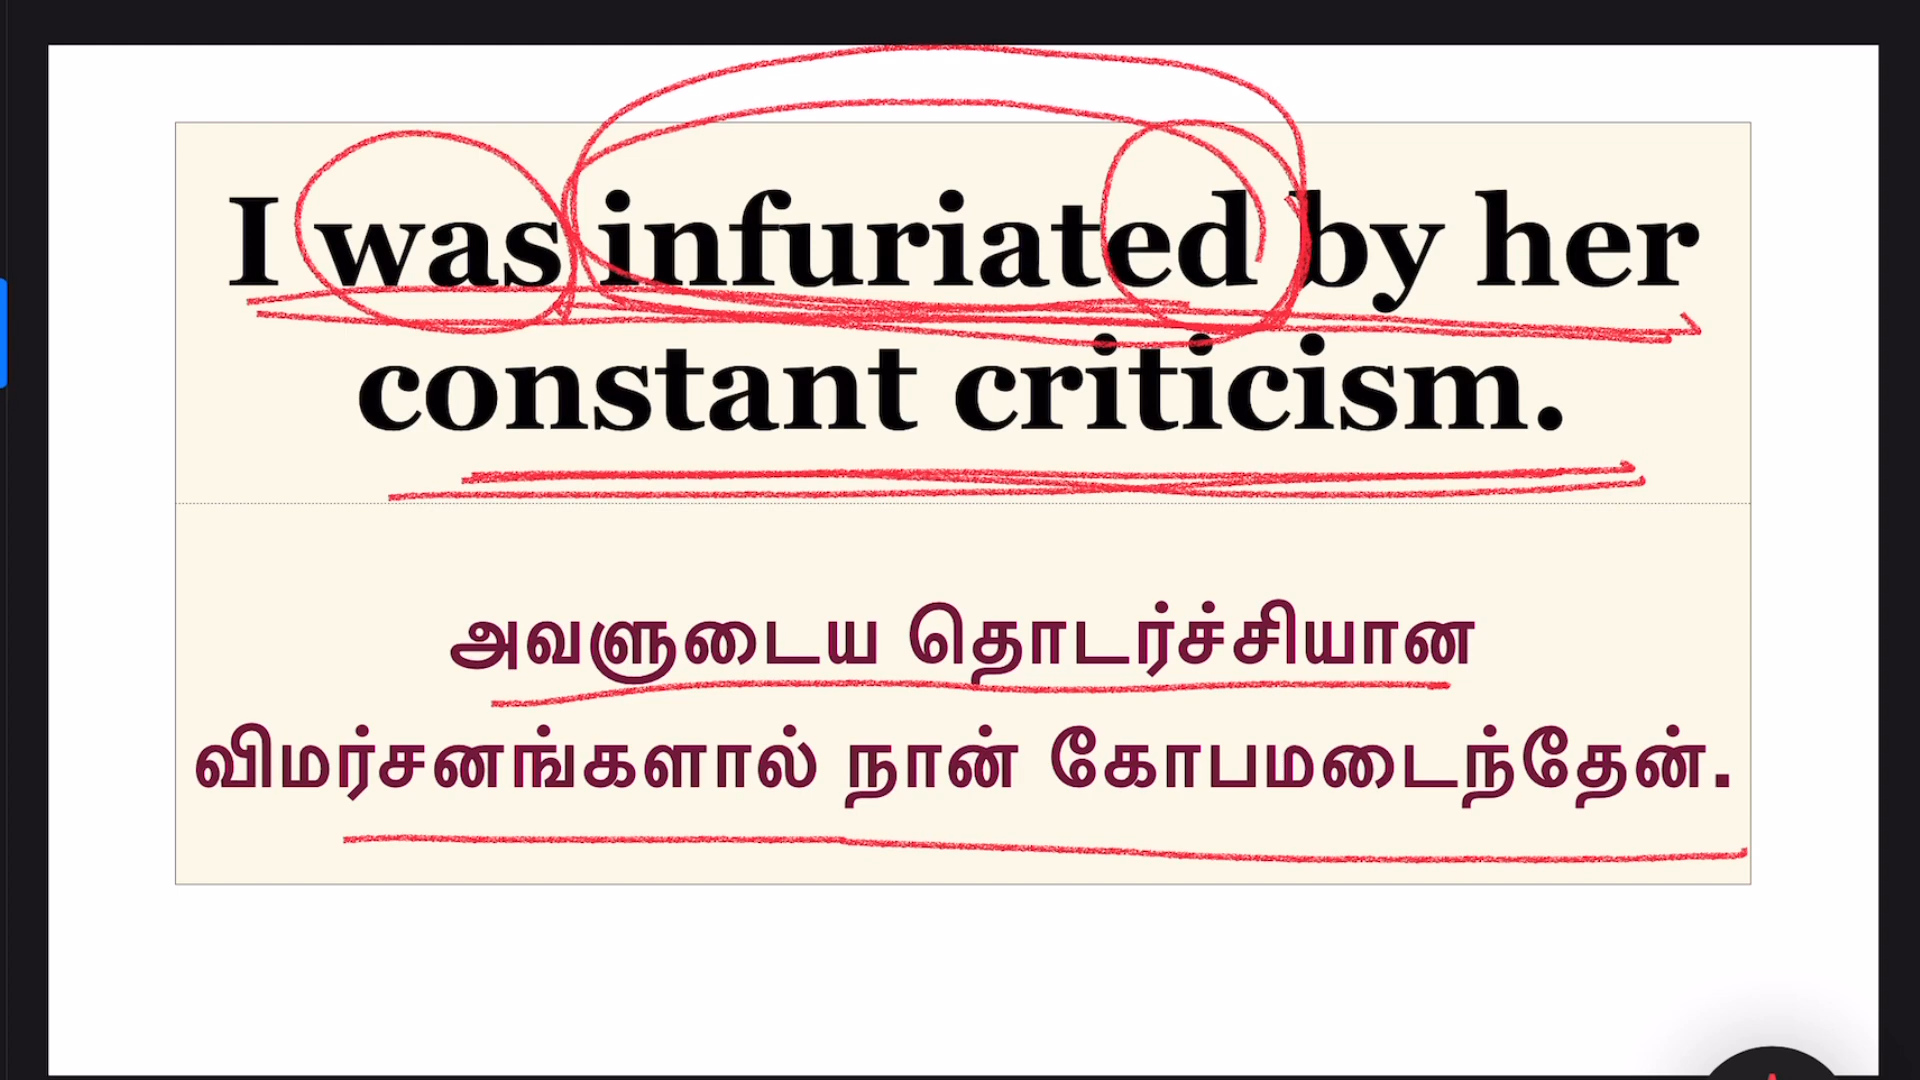 I was infuriated by her
constant criticism.
அவளுடைய தொடர்ச்சியான
விமர்சனங்களால் நான் கோபமடைந்தேன்.